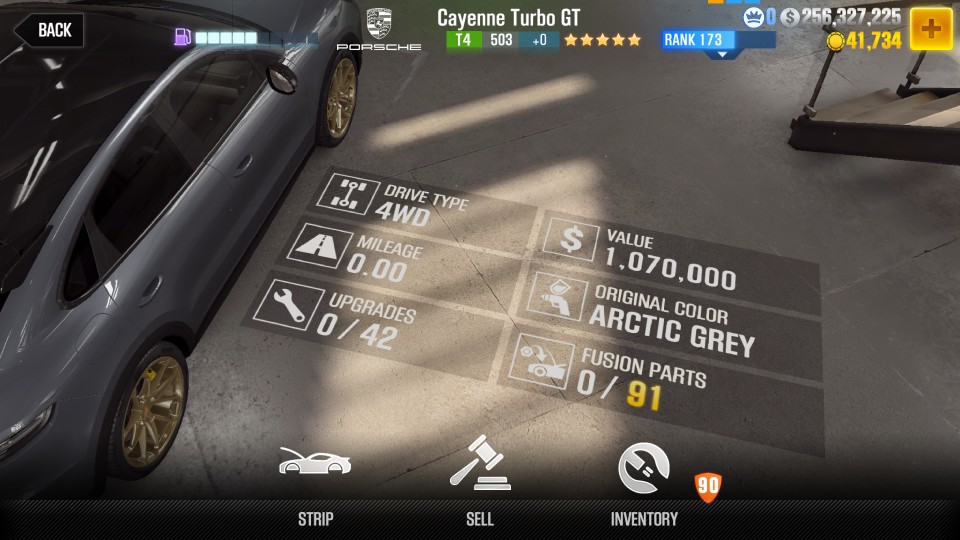 BACK
PORSCHE
Cayenne Turbo GT
T4 503 +0
RANK 173
0 $ 256,327,225
41,734
+
DRIVE TYPE
4WD
MILEAGE
0.00
UPGRADES
0/42
$
VALUE
1,070,000
ORIGINAL COLOR
ARCTIC GREY
FUSION PARTS
0/91
90
STRIP
SELL
INVENTORY